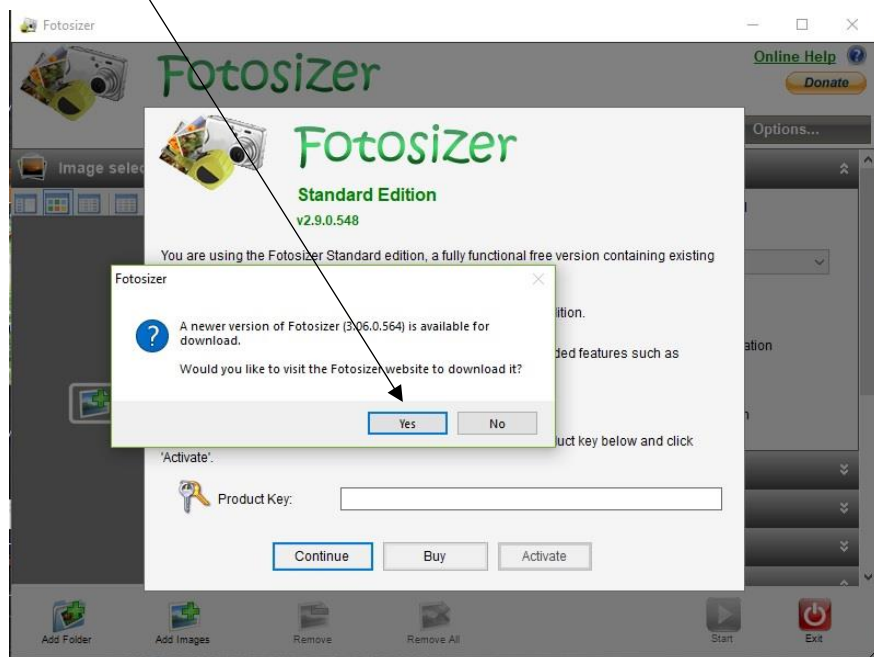 Fotosizer
Fotosizer
Online Help
Donate
Options...
Image selec
Fotosizer
Standard Edition
v2.9.0.548
You are using the Fotosizer Standard edition, a fully functional free version containing existing
Fotosizer
ition.
A newer version of Fotosizer (3.06.0.564) is available for
download.
ded features such as
ation
Would you like to visit the Fotosizer website to download it?
Yes
No
uct key below and click
'Activate'.
Product Key:
Continue
Buy
Activate
Add Folder
Add Images
Remove
Remove All
Start
Exit